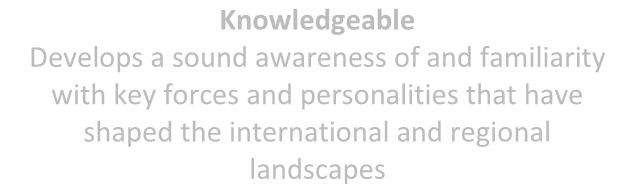 Knowledgeable
Develops a sound awareness of and familiarity
with key forces and personalities that have
shaped the international and regional
landscapes